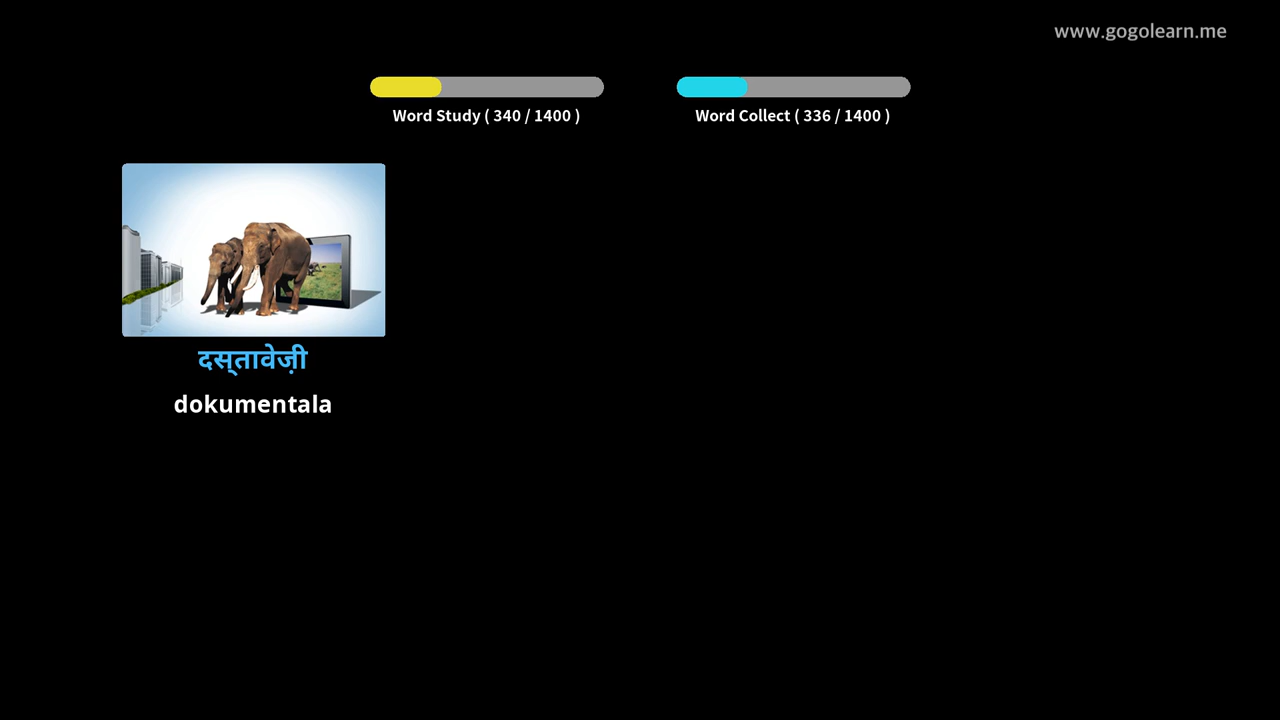 www.gogolearn.me
Word Study ( 340 / 1400 )
Word Collect ( 336 / 1400 )
दस्तावेज़ी
dokumentala